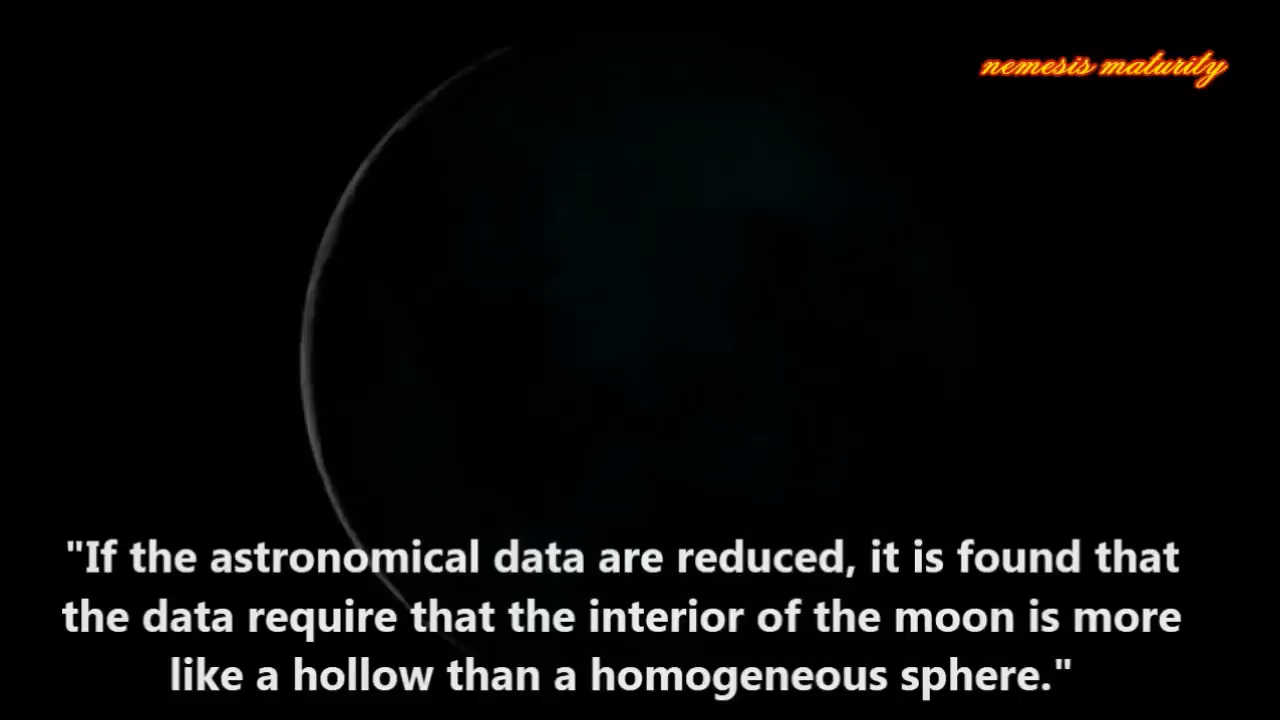 nemesis maturity
"If the astronomical data are reduced, it is found that
the data require that the interior of the moon is more
like a hollow than a homogeneous sphere."